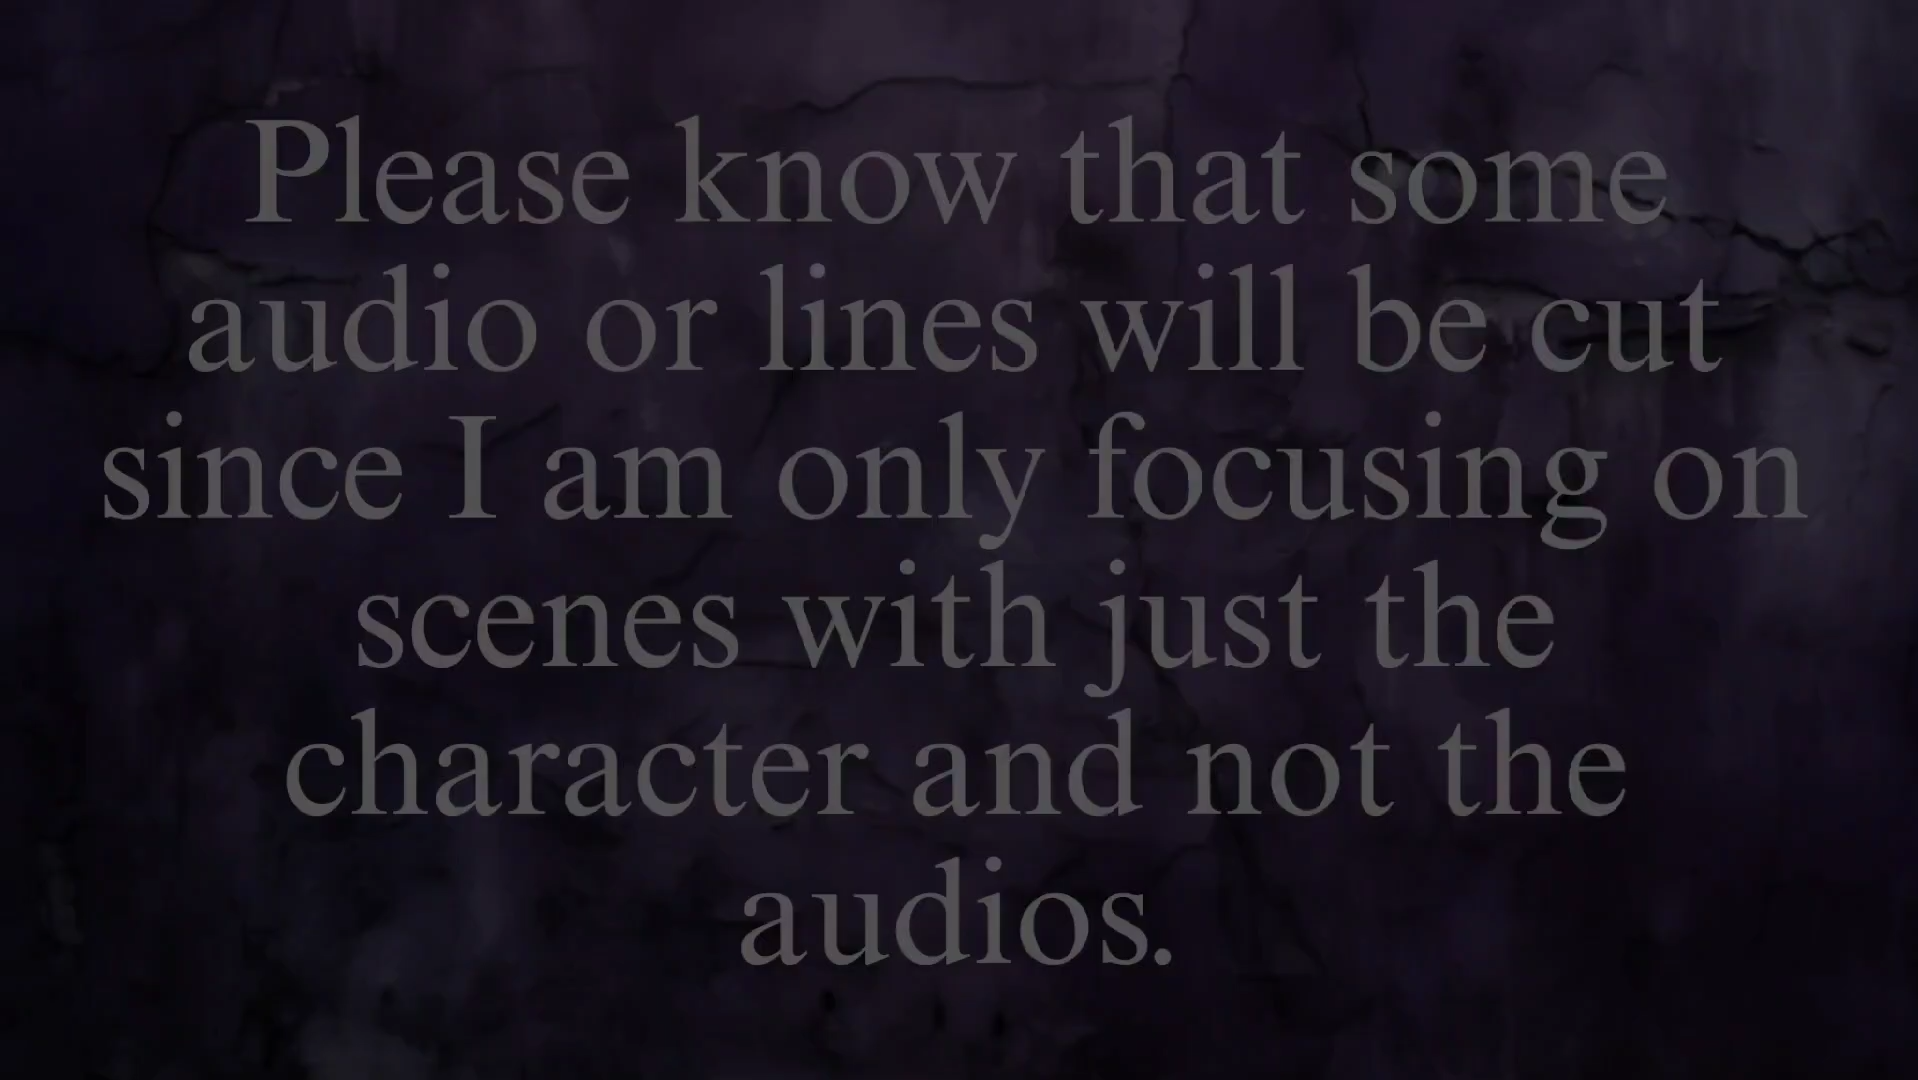 Please know that some
audio or lines will be cut
since I am only focusing on
scenes with just the
character and not the
audios.